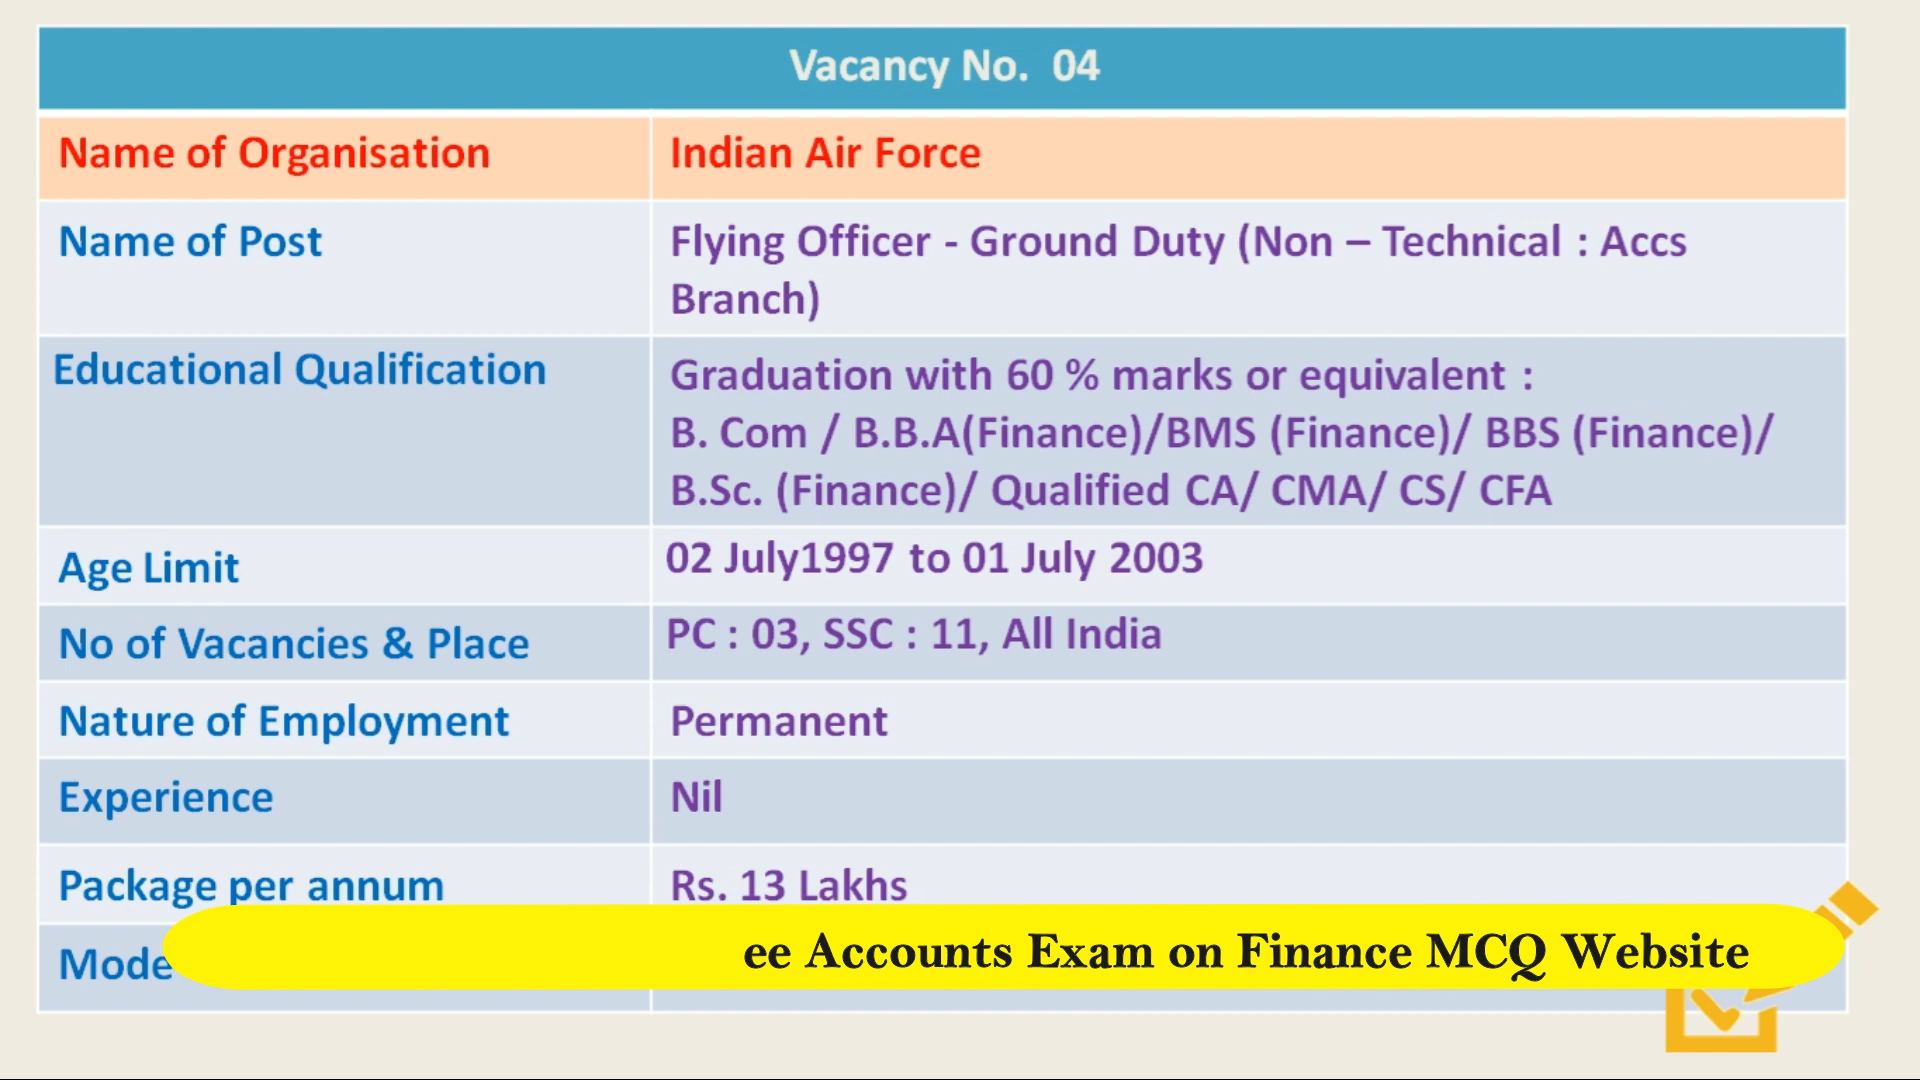 Vacancy No. 04
Name of Organisation
Indian Air Force
Name of Post
Flying Officer - Ground Duty (Non – Technical : Accs
Branch)
Educational Qualification
Graduation with 60 % marks or equivalent :
B. Com / B.B.A(Finance)/BMS (Finance)/ BBS (Finance)/
B.Sc. (Finance)/ Qualified CA/ CMA/ CS/ CFA
Age Limit
02 July1997 to 01 July 2003
No of Vacancies & Place
PC : 03, SSC : 11, All India
Nature of Employment
Permanent
Experience
Nil
Package per annum
Rs. 13 Lakhs
Mode
ee Accounts Exam on Finance MCQ Website